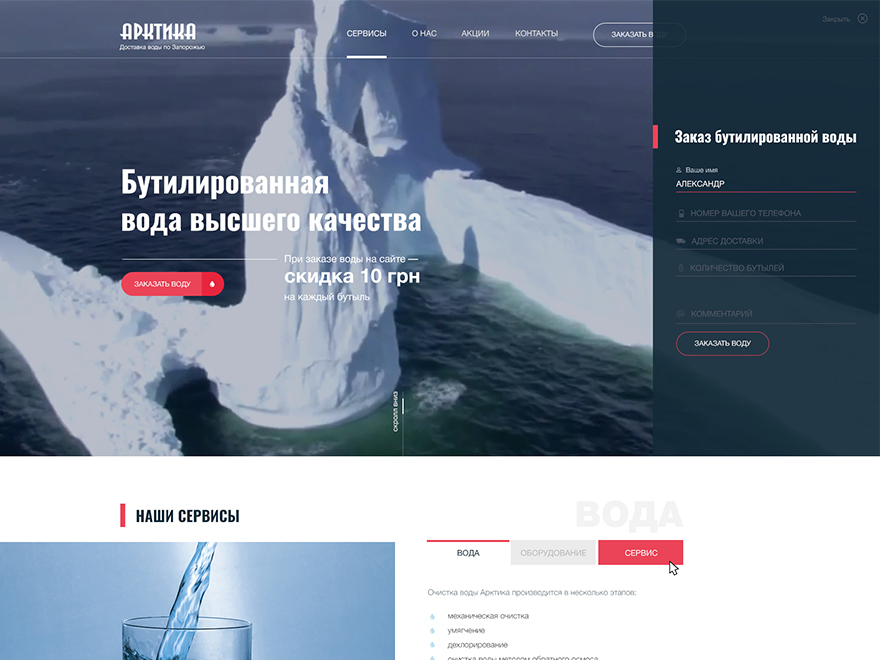 АРКТИКА
Доставка воды по Запорожью
СЕРВИСЫ
О НАС
АКЦИИ
КОНТАКТЫ
ЗАКАЗАТЬ ВОДУ
Закрыть
Бутилированная
вода высшего качества
При заказе воды на сайте —
скидка 10 грн
на каждый бутыль
ЗАКАЗАТЬ ВОДУ
скролл вниз
Заказ бутилированной воды
Ваше имя
АЛЕКСАНДР
НОМЕР ВАШЕГО ТЕЛЕФОНА
АДРЕС ДОСТАВКИ
КОЛИЧЕСТВО БУТЫЛЕЙ
КОММЕНТАРИЙ
ЗАКАЗАТЬ ВОДУ
НАШИ СЕРВИСЫ
ВОДА
ВОДА
ОБОРУДОВАНИЕ
СЕРВИС
Очистка воды Арктика производится в несколько этапов:
механическая очистка
умягчение
дехлорирование
очистка воды методом обратного осмоса